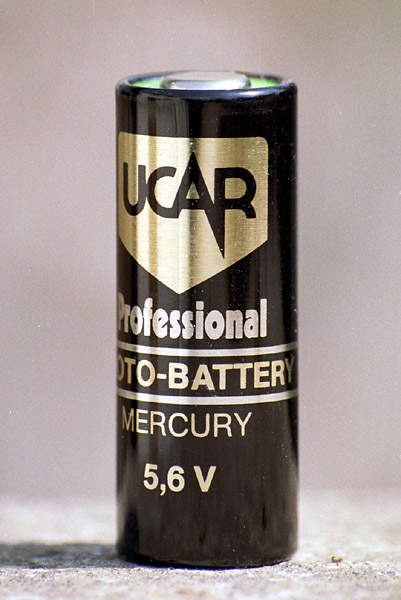 UCAR
Professional
OTO-BATTERY
MERCURY
5,6 V